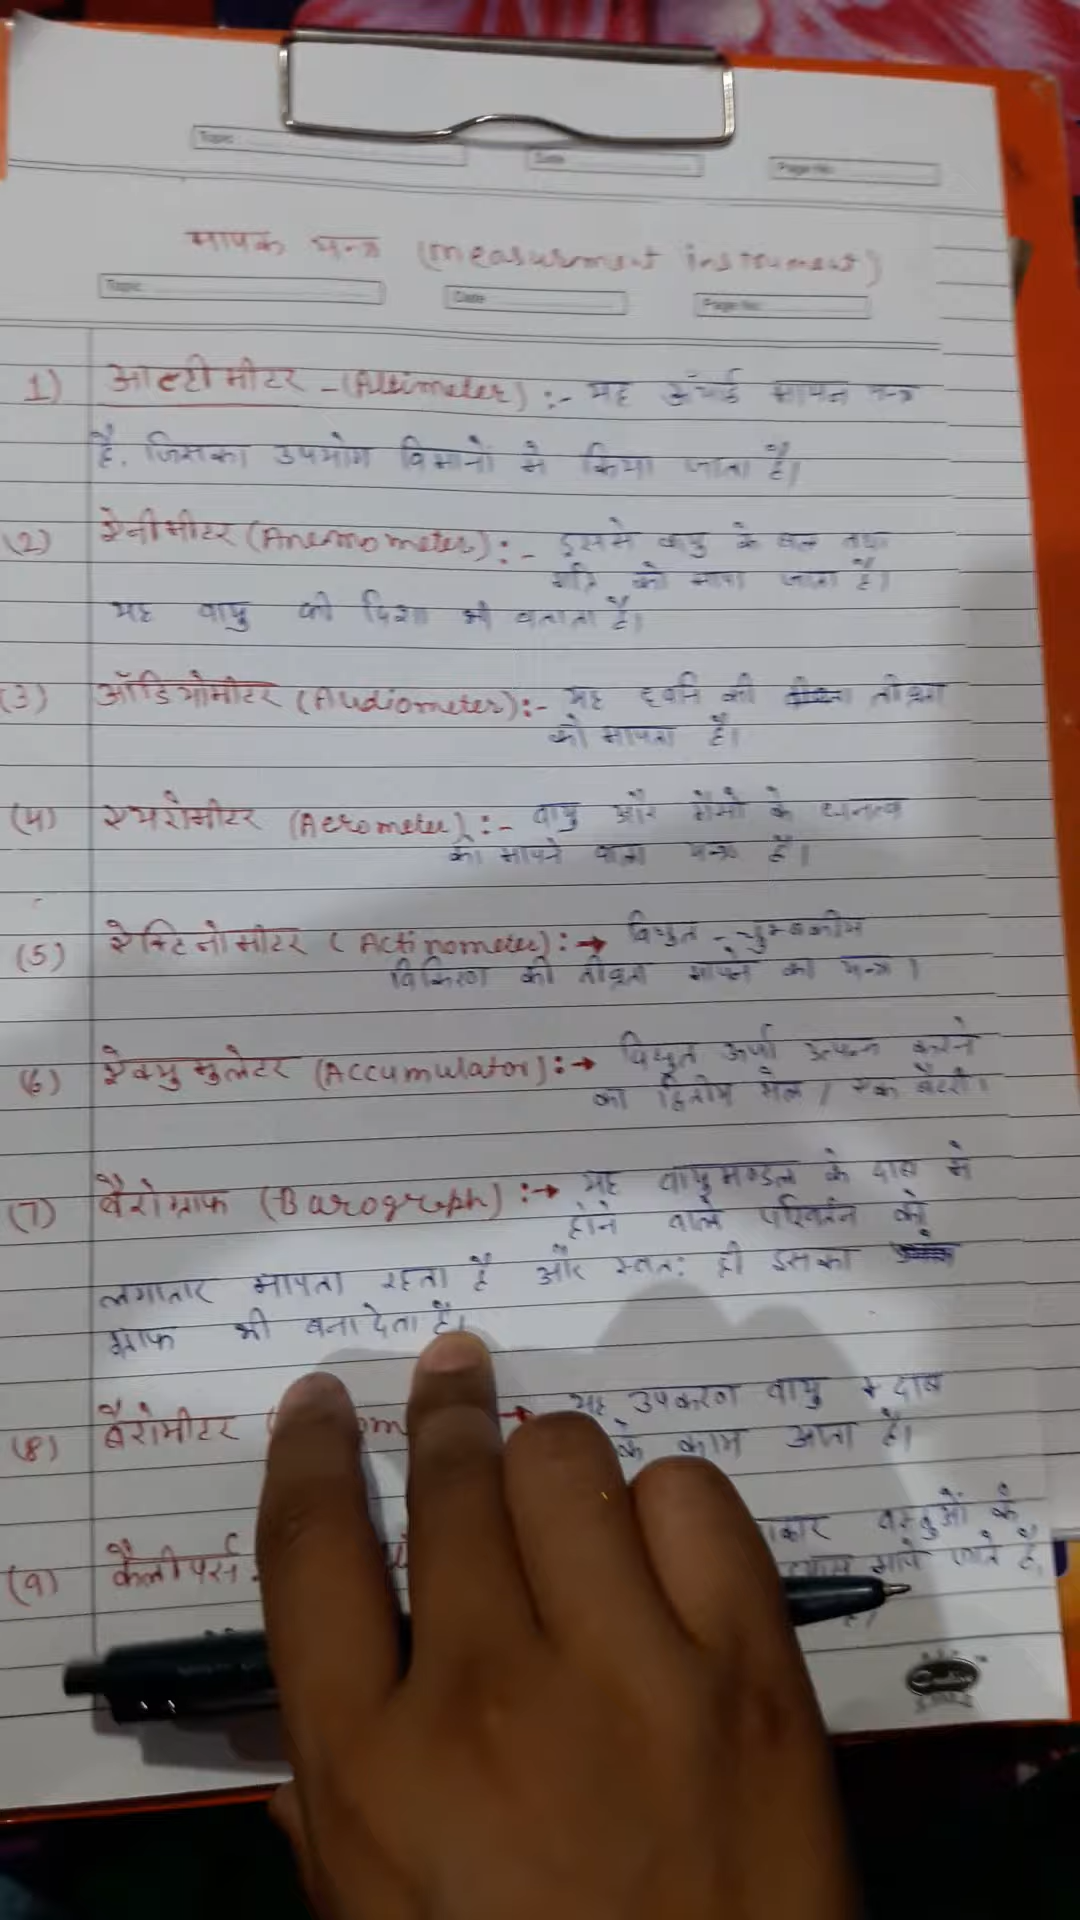 Topic
Date
Page No
मापक यन्त्र (measurment instrument)
Topic
Date
Page No
1) आल्टीमीटर - (Altimeter) :- यह ऊँचाई मापन यन्त्र
है. जिसका उपयोग विमानों मे किया जाता है।
(2) ऐनीमीटर (Anemometer) :- इससे वायु के बल तथा
गति को मापा जाता है।
यह वायु की दिशा भी बताता है।
(3) ऑडियोमीटर (Audiometer) :- यह ध्वनि की तीव्रता
को मापता है।
(4) एयरोमीटर (Aerometer) :- वायु और गैसो के घनत्व
को मापने वाला यन्त्र है।
(5) ऐक्टिनोमीटर (Actinometer) :→ विधुत - चुम्बकीय
विकिरण की तीव्रता मापने का यन्त्र।
(6) ऐक्युमुलेटर (Accumulator) :→ विधुत ऊर्जा उत्पन्न करने
का द्वितीय सेल / एक बैटरी।
(7) बैरोग्राफ (Barograph) :→ यह वायुमण्डल के दाब मे
होने वाले परिवर्तन को
लगातार मापता रहता है और स्वत: ही इसका
ग्राफ भी बना देता है।
(8) बैरोमीटर → यह उपकरण वायु दाब
के काम आता है।
(9) कैलीपर्स वस्तुओं के
मापे जाते है,
है।